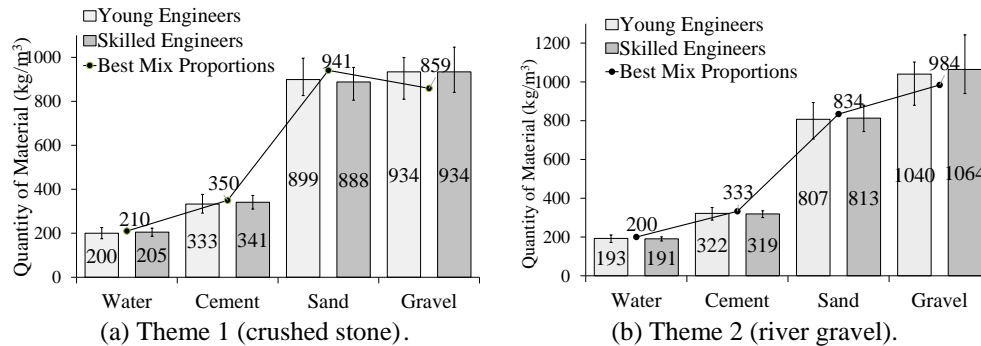 Young Engineers
Skilled Engineers
Best Mix Proportions
Quantity of Material (kg/m³)
1000
800
600
400
200
0
210
350
941
859
200
205
333
341
899
888
934
934
Water
Cement
Sand
Gravel
(a) Theme 1 (crushed stone).
Young Engineers
Skilled Engineers
Best Mix Proportions
Quantity of Material (kg/m³)
1200
1000
800
600
400
200
0
200
333
834
984
193
191
322
319
807
813
1040
1064
Water
Cement
Sand
Gravel
(b) Theme 2 (river gravel).